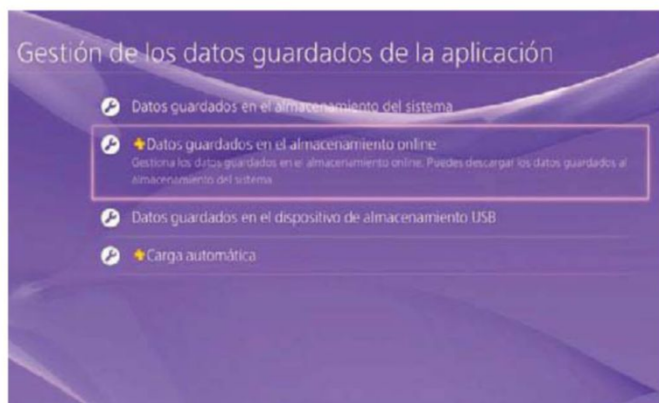 Gestión de los datos guardados de la aplicación
Datos guardados en el almacenamiento del sistema
Datos guardados en el almacenamiento online
Gestiona los datos guardados en el almacenamiento online. Puedes descargar los datos guardados al
almacenamiento del sistema
Datos guardados en el dispositivo de almacenamiento USB
Carga automática